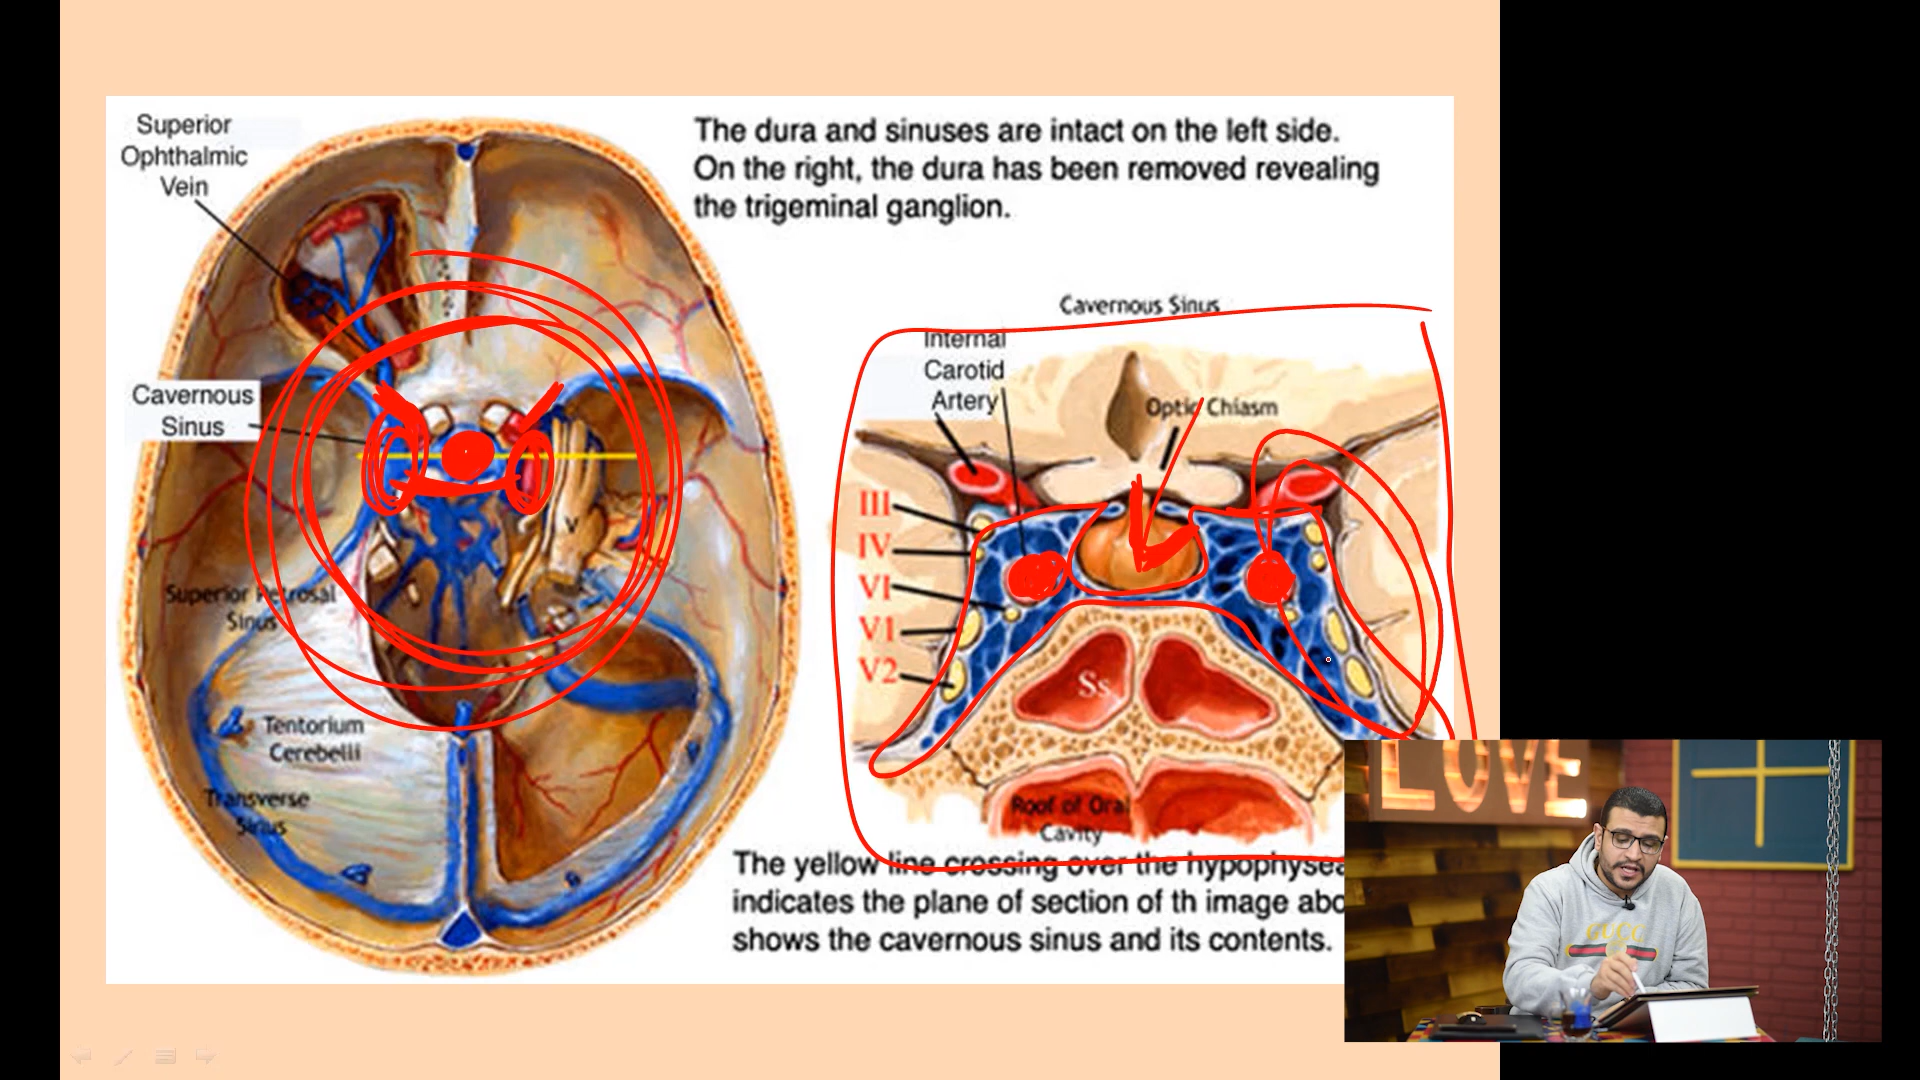 Superior
Ophthalmic
Vein
The dura and sinuses are intact on the left side.
On the right, the dura has been removed revealing
the trigeminal ganglion.
Cavernous Sinus
Internal
Carotid
Artery
Optic Chiasm
Cavernous
Sinus
III
IV
VI
V1
V2
V
Superior Petrosal
Sinus
Ss
Tentorium
Cerebelli
Transverse
Sinus
Roof of Oral
Cavity
The yellow line crossing over the hypophysea
indicates the plane of section of th image abo
shows the cavernous sinus and its contents.
LOVE
GUCCI